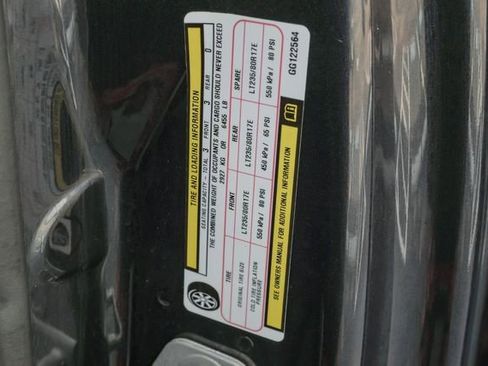 TIRE AND LOADING INFORMATION
SEATING CAPACITY – TOTAL 3 FRONT 3 REAR 0
THE COMBINED WEIGHT OF OCCUPANTS AND CARGO SHOULD NEVER EXCEED
2927 KG OR 6455 LB
TIRE FRONT REAR SPARE
ORIGINAL TIRE SIZE LT235/80R17E LT235/80R17E LT235/80R17E
COLD TIRE INFLATION PRESSURE 550 kPa / 80 PSI 450 kPa / 65 PSI 550 kPa / 80 PSI
SEE OWNERS MANUAL FOR ADDITIONAL INFORMATION
GG122564